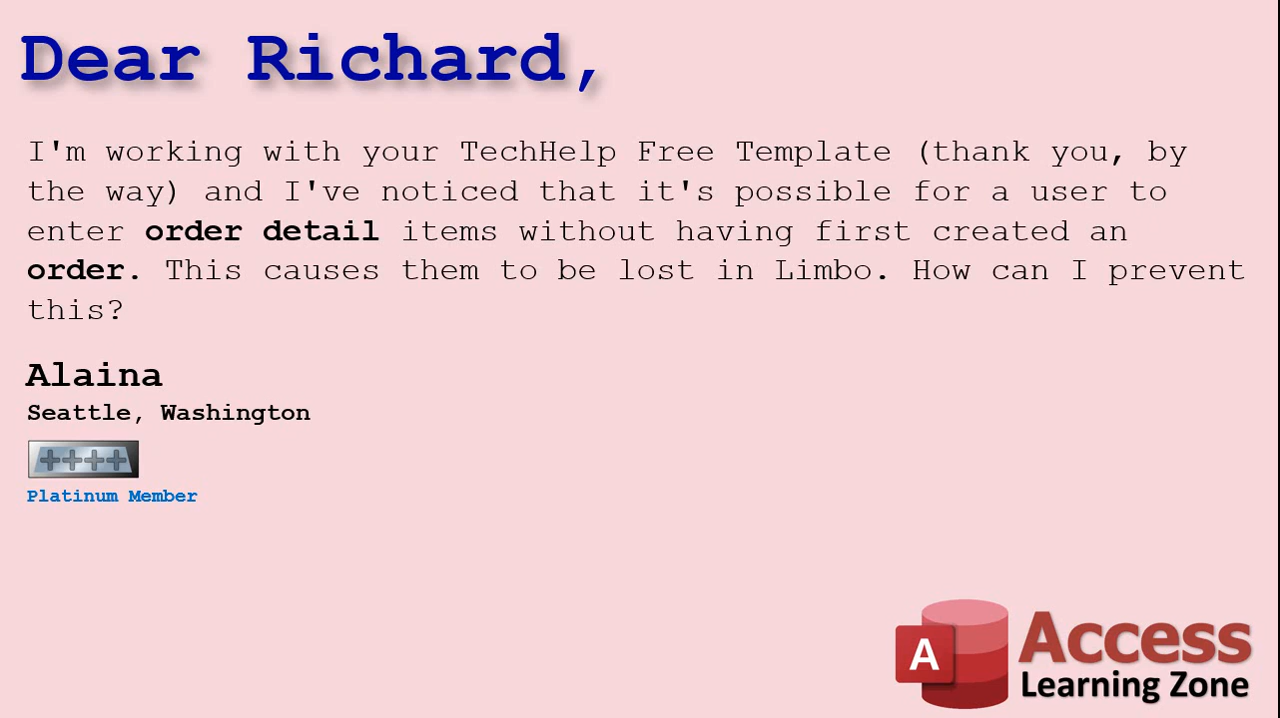 Dear Richard,
I'm working with your TechHelp Free Template (thank you, by
the way) and I've noticed that it's possible for a user to
enter order detail items without having first created an
order. This causes them to be lost in Limbo. How can I prevent
this?
Alaina
Seattle, Washington
Platinum Member
A
Access
Learning Zone